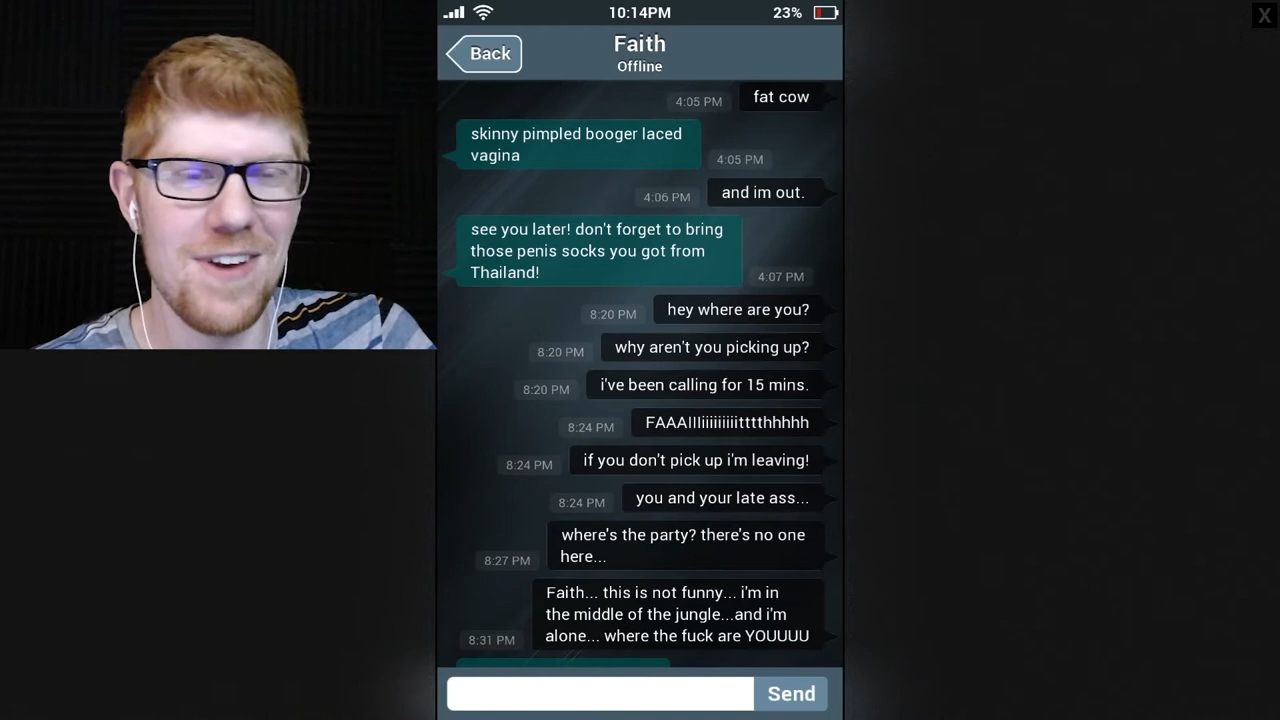 10:14PM
23%
X
Back
Faith
Offline
4:05 PM
fat cow
skinny pimpled booger laced
vagina
4:05 PM
4:06 PM
and im out.
see you later! don't forget to bring
those penis socks you got from
Thailand!
4:07 PM
8:20 PM
hey where are you?
8:20 PM
why aren't you picking up?
8:20 PM
i've been calling for 15 mins.
8:24 PM
FAAAIIIiiiiiiiiitttthhhhh
8:24 PM
if you don't pick up i'm leaving!
8:24 PM
you and your late ass...
where's the party? there's no one
here...
8:27 PM
Faith... this is not funny... i'm in
the middle of the jungle...and i'm
alone... where the fuck are YOUUUU
8:31 PM
Send